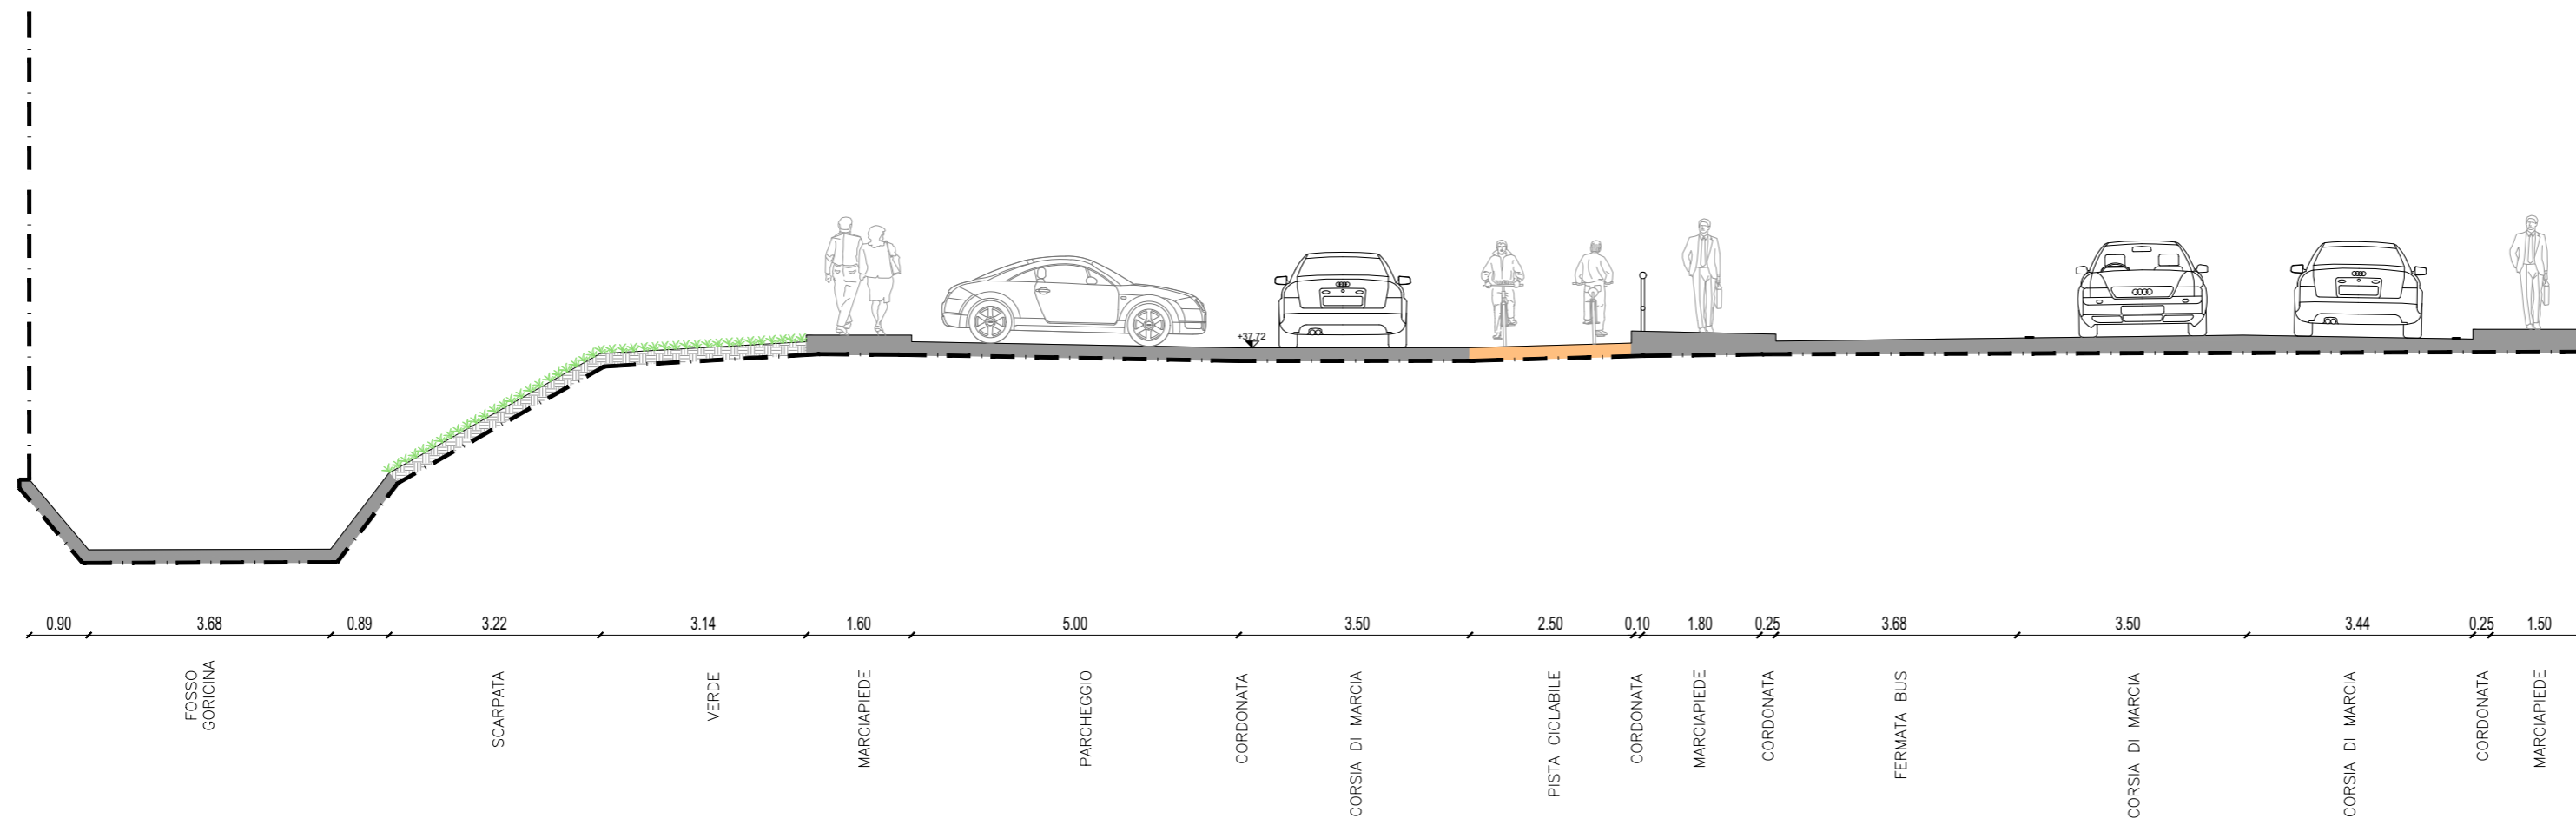 +37.72
0.90 3.68 0.89 3.22 3.14 1.60 5.00 3.50 2.50 0.10 1.80 0.25 3.68 3.50 3.44 0.25 1.50
FOSSO
GORICINA
SCARPATA
VERDE
MARCIAPIEDE
PARCHEGGIO
CORDONATA
CORSIA DI MARCIA
PISTA CICLABILE
CORDONATA
MARCIAPIEDE
CORDONATA
FERMATA BUS
CORSIA DI MARCIA
CORSIA DI MARCIA
CORDONATA
MARCIAPIEDE